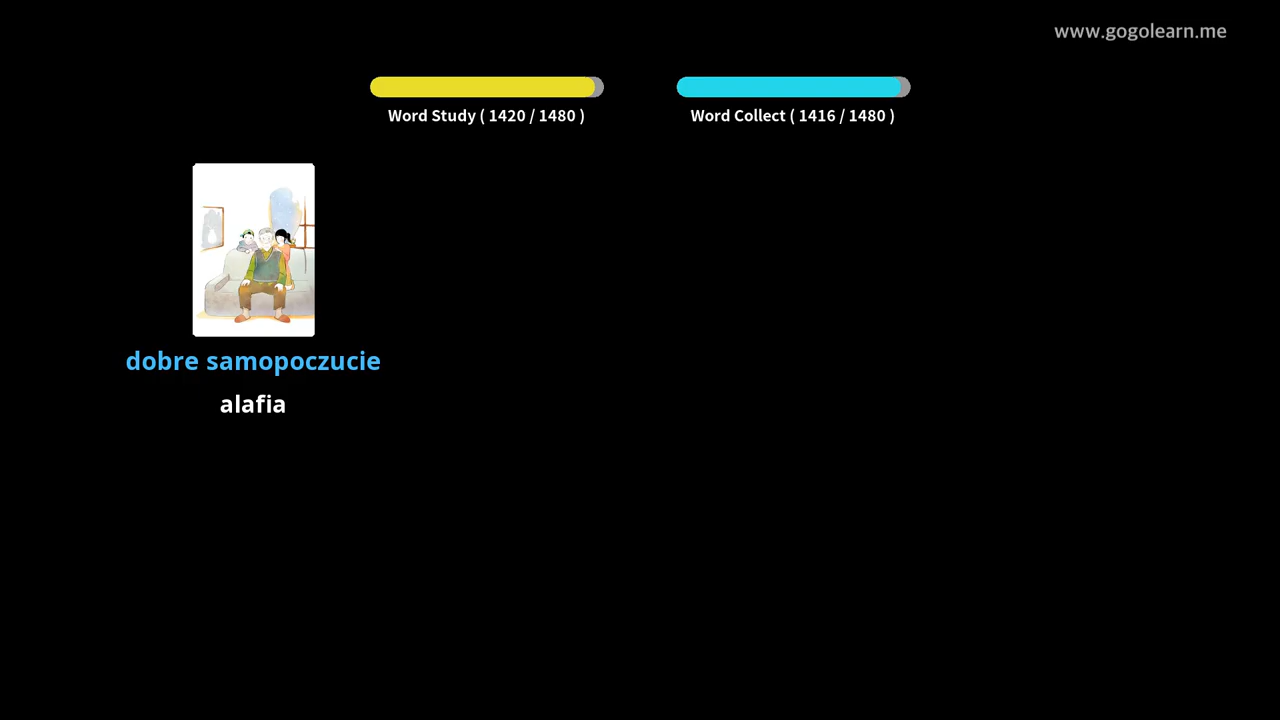 www.gogolearn.me
Word Study ( 1420 / 1480 )
Word Collect ( 1416 / 1480 )
dobre samopoczucie
alafia